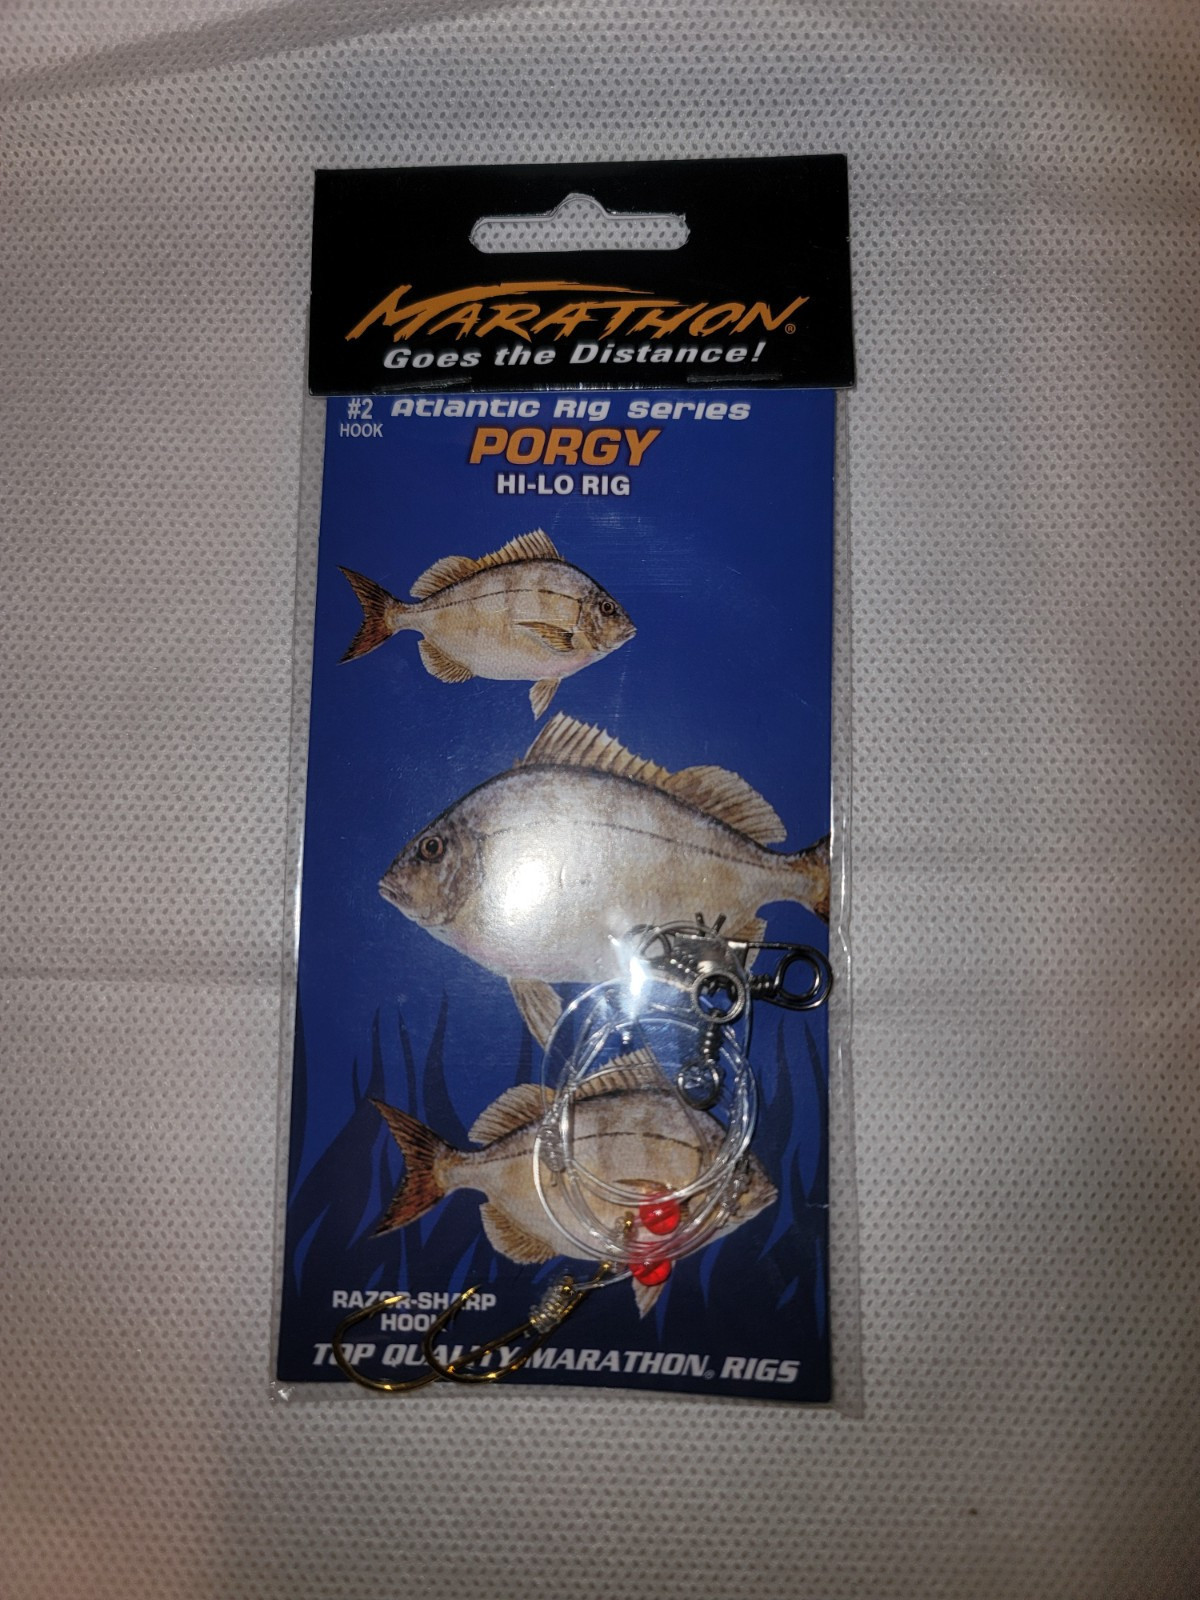 MARATHON®
Goes the Distance!
#2
HOOK
Atlantic Rig Series
PORGY
HI-LO RIG
RAZOR-SHARP
HOOK
TOP QUALITY MARATHON® RIGS